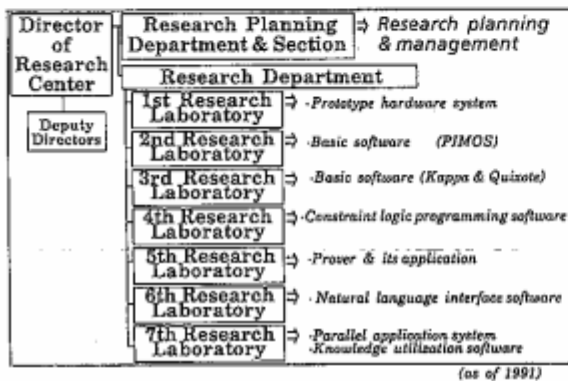 Director
of
Research
Center
Deputy
Directors
Research Planning
Department & Section
⇒ Research planning
& management
Research Department
1st Research
Laboratory
⇒ ·Prototype hardware system
2nd Research
Laboratory
⇒ ·Basic software (PIMOS)
3rd Research
Laboratory
⇒ ·Basic software (Kappa & Quixote)
4th Research
Laboratory
⇒ ·Constraint logic programming software
5th Research
Laboratory
⇒ ·Prover & its application
6th Research
Laboratory
⇒ ·Natural language interface software
7th Research
Laboratory
⇒ ·Parallel application system
·Knowledge utilization software
(as of 1991)